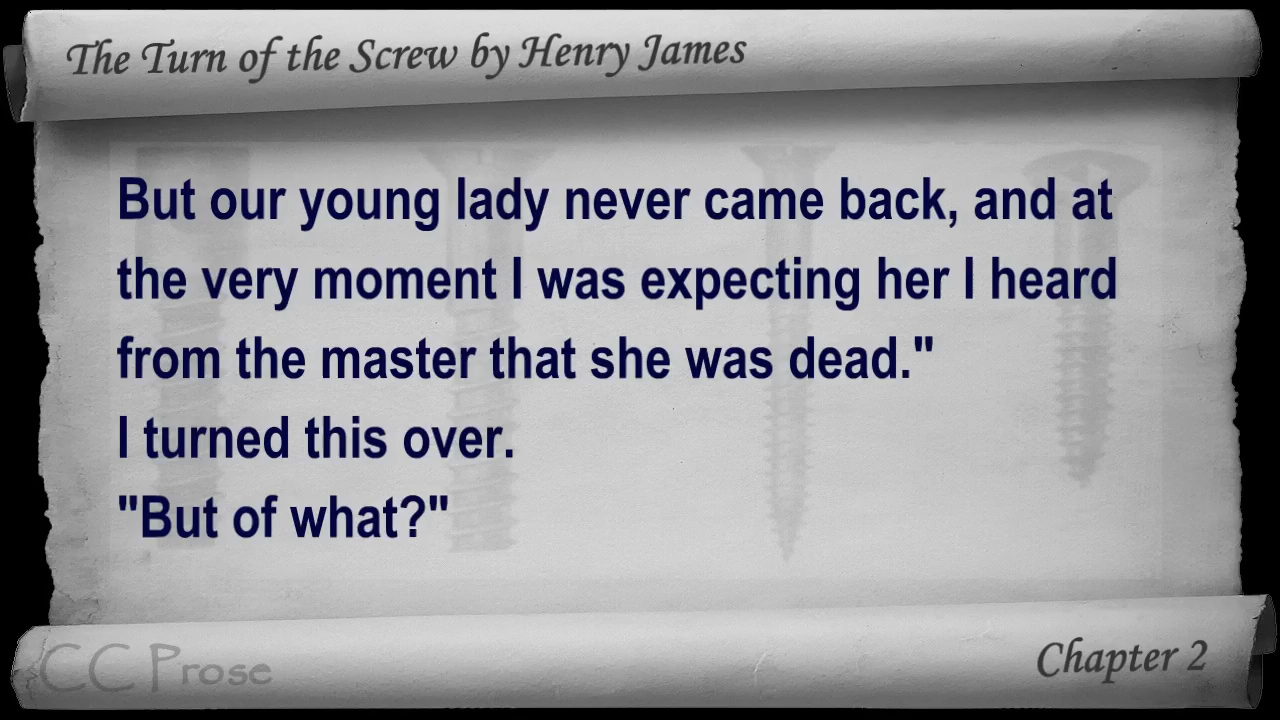 The Turn of the Screw by Henry James
But our young lady never came back, and at
the very moment I was expecting her I heard
from the master that she was dead."
I turned this over.
"But of what?"
CC Prose
Chapter 2